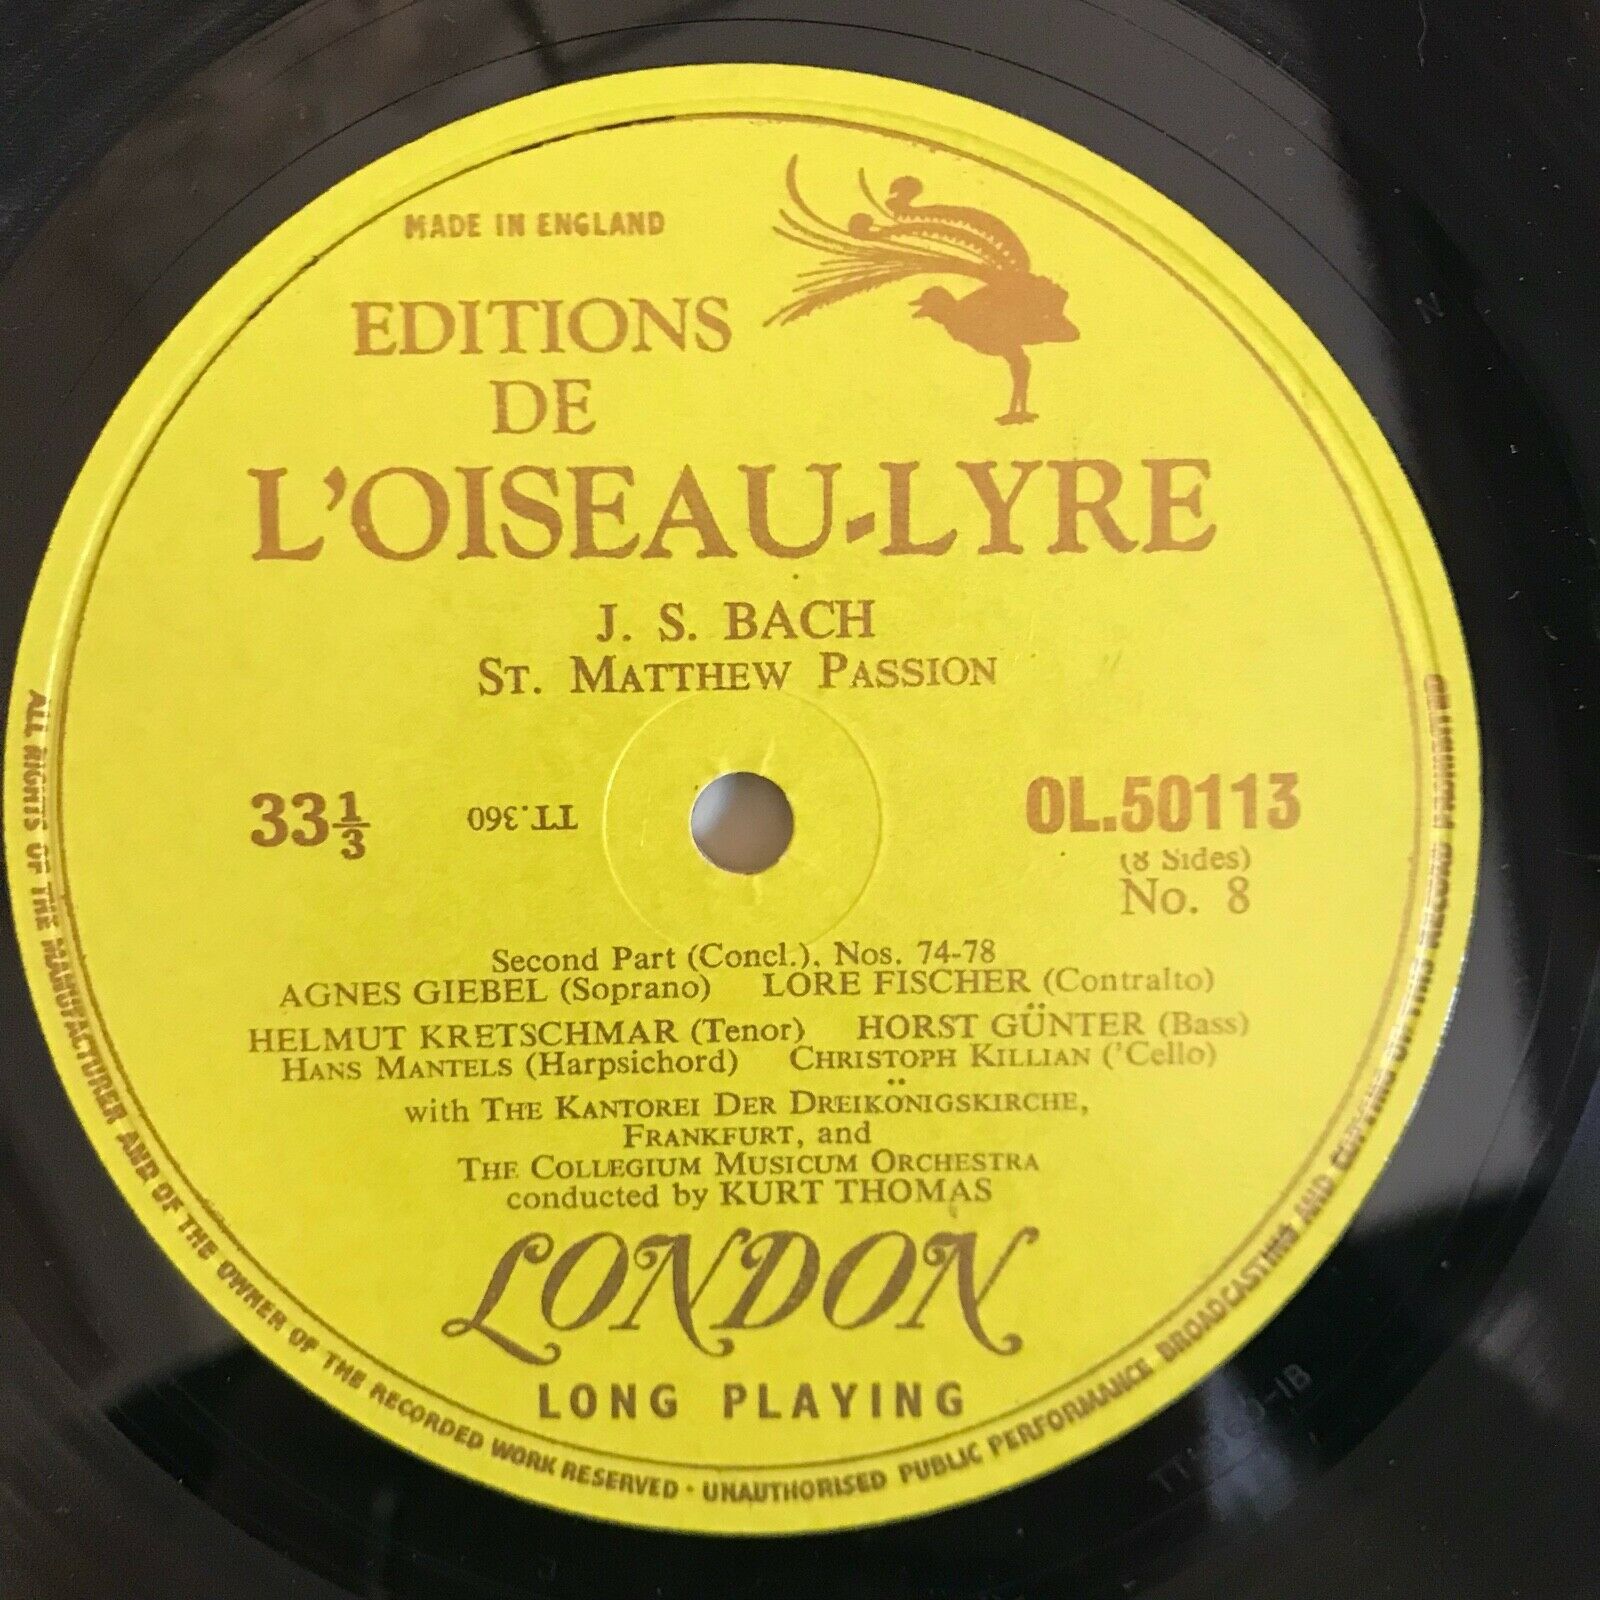 MADE IN ENGLAND
EDITIONS
DE
L'OISEAU-LYRE
J. S. BACH
ST. MATTHEW PASSION
33 1/3
TT.360
OL.50113
(8 Sides)
No. 8
Second Part (Concl.). Nos. 74-78
AGNES GIEBEL (Soprano) LORE FISCHER (Contralto)
HELMUT KRETSCHMAR (Tenor) HORST GÜNTER (Bass)
HANS MANTELS (Harpsichord) CHRISTOPH KILLIAN ('Cello)
with THE KANTOREI DER DREIKÖNIGSKIRCHE,
FRANKFURT, and
THE COLLEGIUM MUSICUM ORCHESTRA
conducted by KURT THOMAS
LONDON
LONG PLAYING
ALL RIGHTS OF THE MANUFACTURER AND OF THE OWNER OF THE RECORDED WORK RESERVED · UNAUTHORISED PUBLIC PERFORMANCE BROADCASTING AND COPYING OF THIS RECORD PROHIBITED
N